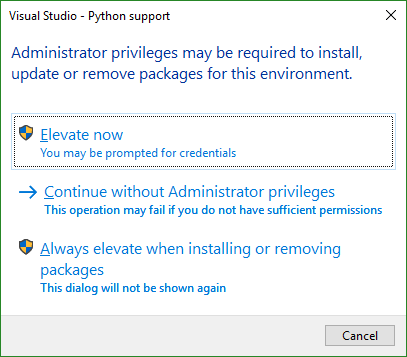 Visual Studio - Python support
Administrator privileges may be required to install,
update or remove packages for this environment.
Elevate now
You may be prompted for credentials
Continue without Administrator privileges
This operation may fail if you do not have sufficient permissions
Always elevate when installing or removing
packages
This dialog will not be shown again
Cancel